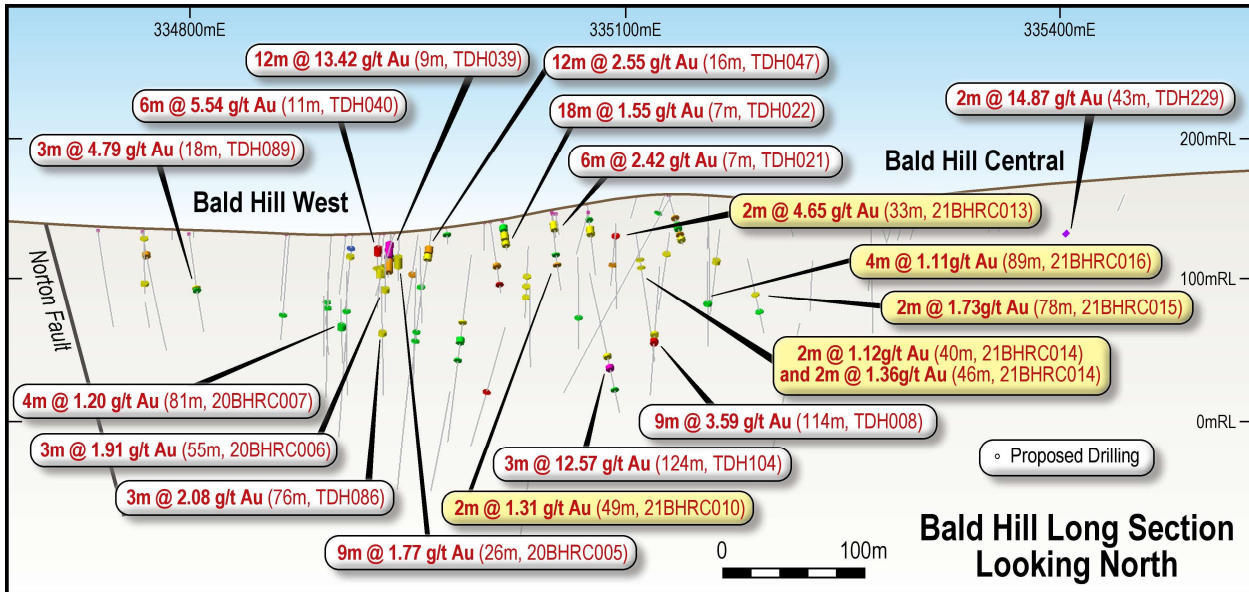 334800mE
335100mE
335400mE
12m @ 13.42 g/t Au (9m, TDH039)
12m @ 2.55 g/t Au (16m, TDH047)
6m @ 5.54 g/t Au (11m, TDH040)
18m @ 1.55 g/t Au (7m, TDH022)
2m @ 14.87 g/t Au (43m, TDH229)
3m @ 4.79 g/t Au (18m, TDH089)
6m @ 2.42 g/t Au (7m, TDH021)
200mRL
Bald Hill Central
Bald Hill West
2m @ 4.65 g/t Au (33m, 21BHRC013)
Norton Fault
4m @ 1.11g/t Au (89m, 21BHRC016)
100mRL
2m @ 1.73g/t Au (78m, 21BHRC015)
2m @ 1.12g/t Au (40m, 21BHRC014)
and 2m @ 1.36g/t Au (46m, 21BHRC014)
4m @ 1.20 g/t Au (81m, 20BHRC007)
9m @ 3.59 g/t Au (114m, TDH008)
0mRL
3m @ 1.91 g/t Au (55m, 20BHRC006)
3m @ 12.57 g/t Au (124m, TDH104)
Proposed Drilling
3m @ 2.08 g/t Au (76m, TDH086)
2m @ 1.31 g/t Au (49m, 21BHRC010)
9m @ 1.77 g/t Au (26m, 20BHRC005)
0
100m
Bald Hill Long Section
Looking North